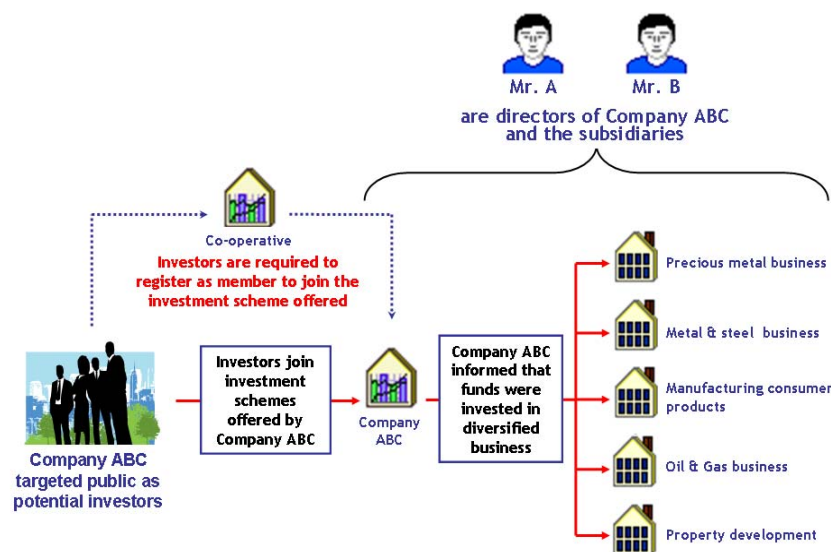 Mr. A
Mr. B
are directors of Company ABC
and the subsidiaries
Co-operative
Investors are required to
register as member to join the
investment scheme offered
Company ABC
targeted public as
potential investors
Investors join
investment
schemes
offered by
Company ABC
Company
ABC
Company ABC
informed that
funds were
invested in
diversified
business
Precious metal business
Metal & steel business
Manufacturing consumer
products
Oil & Gas business
Property development